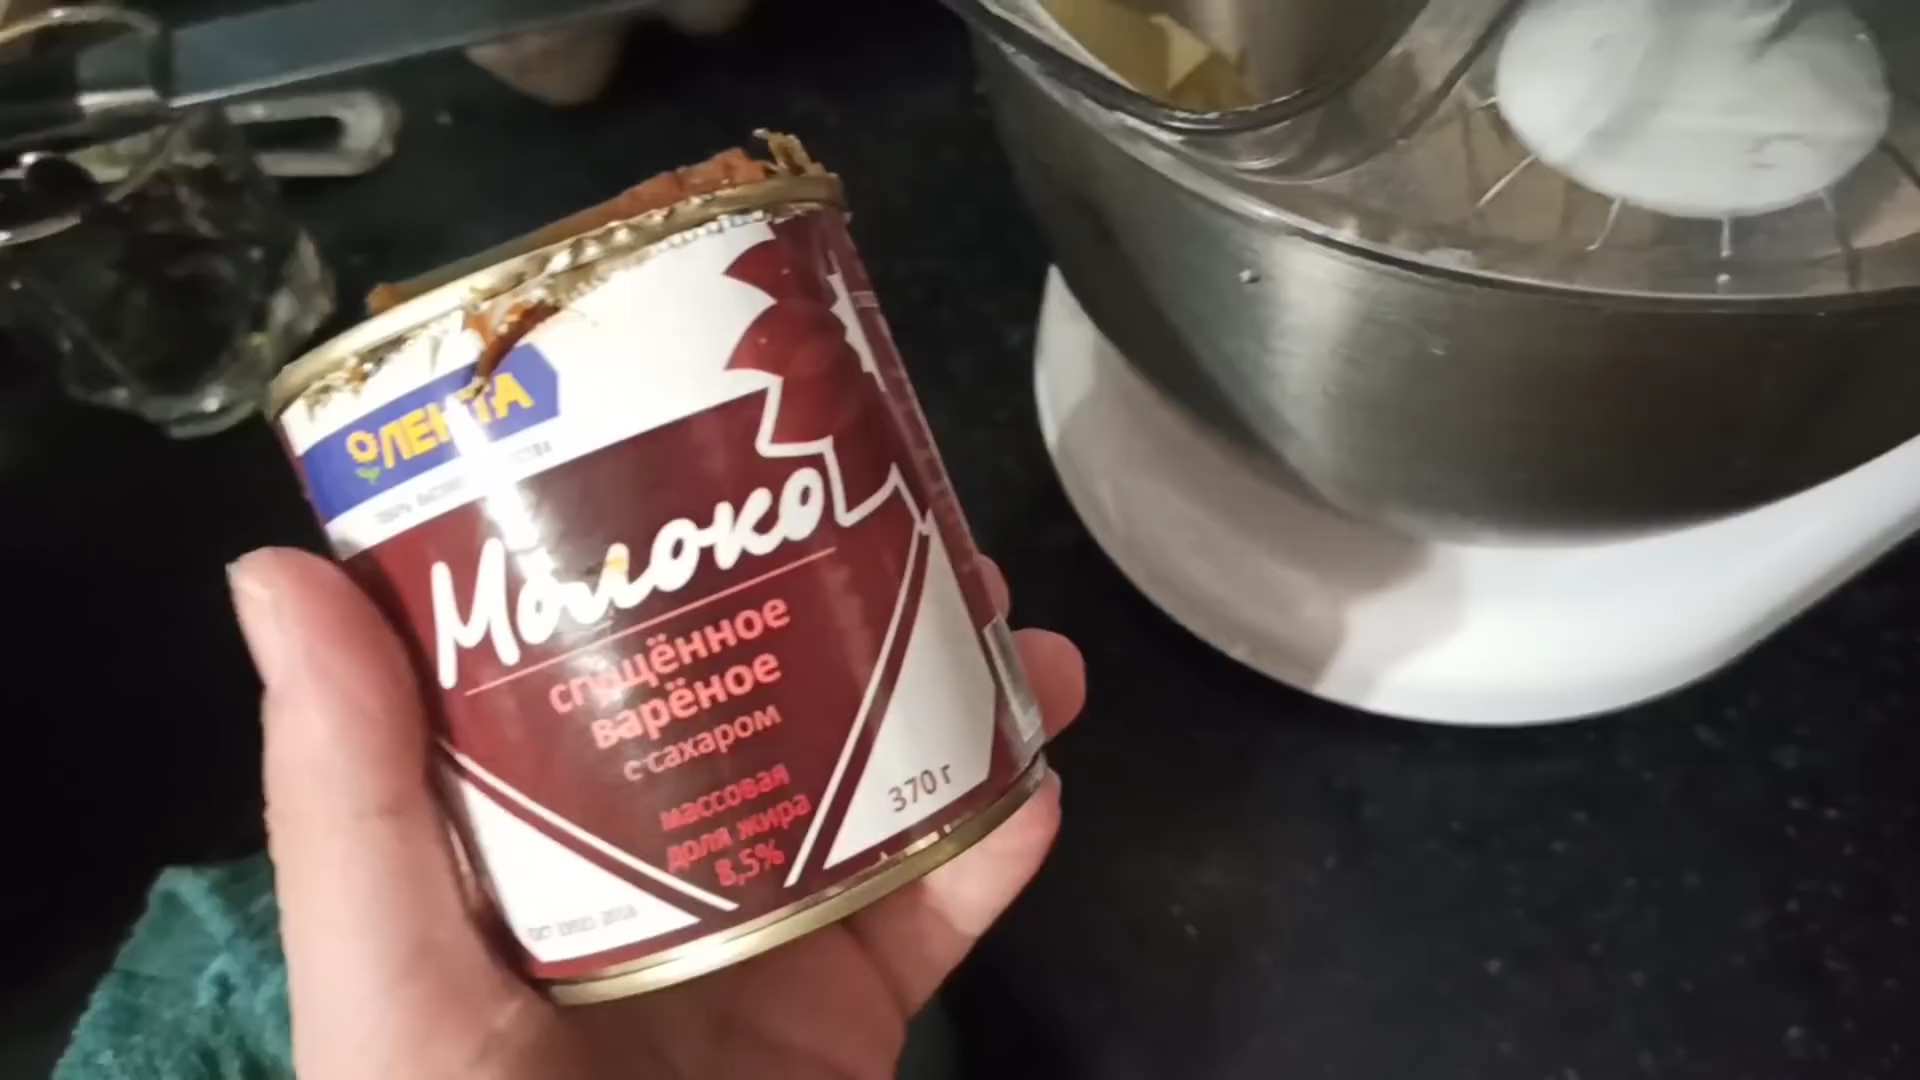 ЛЕНТА
Молоко
сгущённое
варёное
с сахаром
массовая
доля жира
8,5%
370 г